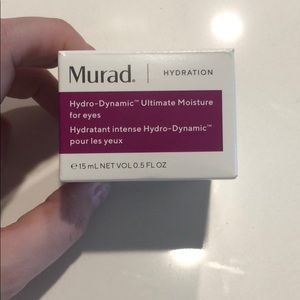 Murad. HYDRATION
Hydro-Dynamic™ Ultimate Moisture
for eyes
Hydratant intense Hydro-Dynamic™
pour les yeux
℮ 15 mL NET VOL 0.5 FL OZ